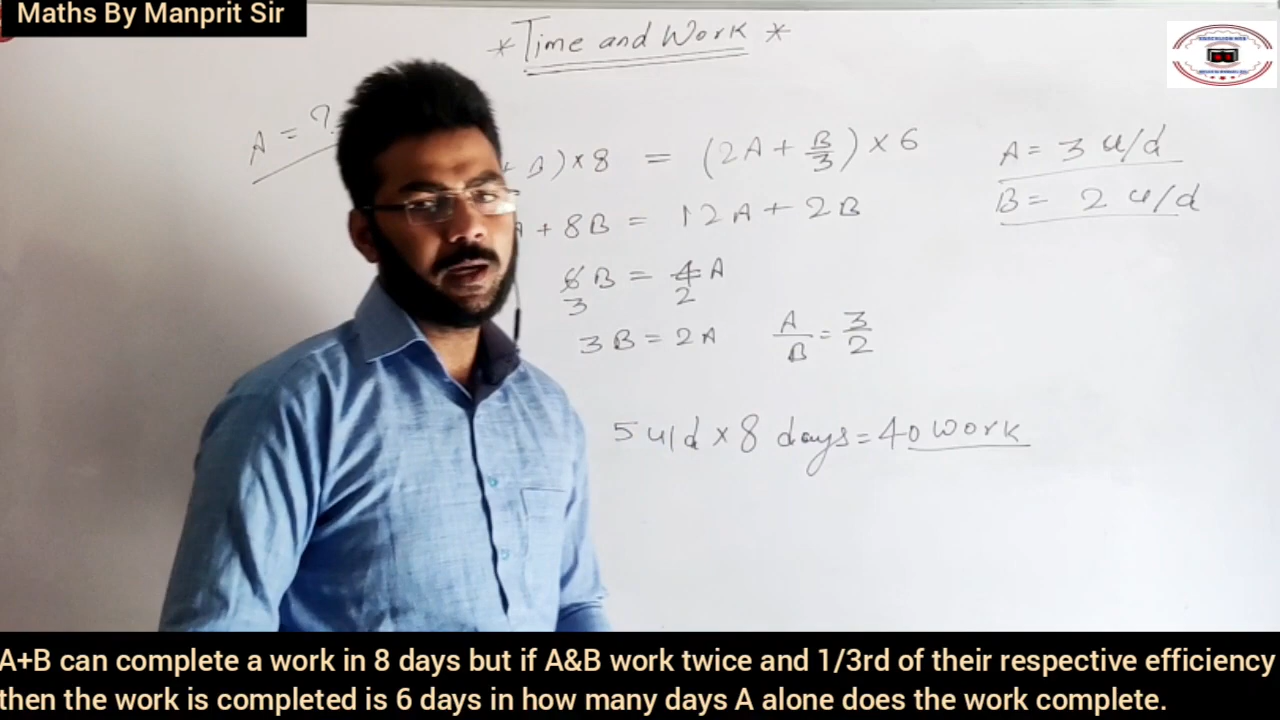 Maths By Manprit Sir
* Time and Work *
A = ?
B) × 8 = (2A + B/3) × 6
A = 3 u/d
B = 2 u/d
+ 8B = 12A + 2B
6B = 4A
3 2
3B = 2A A/B = 3/2
5 u/d × 8 days = 40 work
A+B can complete a work in 8 days but if A&B work twice and 1/3rd of their respective efficiency
then the work is completed is 6 days in how many days A alone does the work complete.